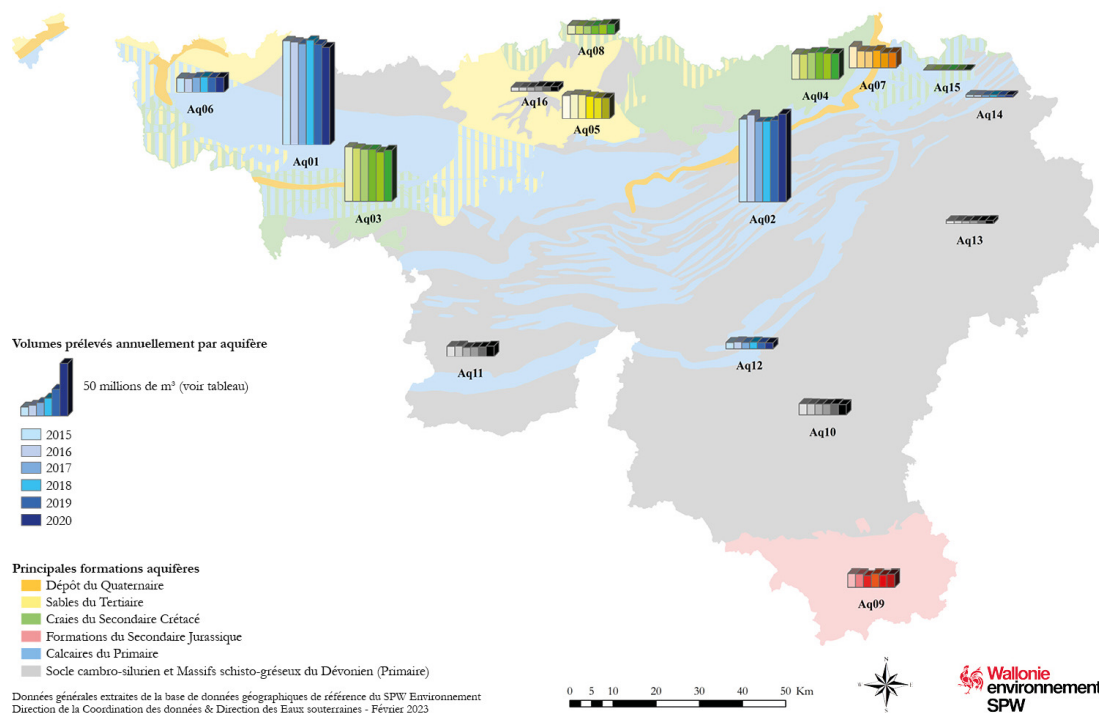 Aq08
Aq06
Aq16
Aq04
Aq07
Aq15
Aq14
Aq05
Aq01
Aq03
Aq02
Aq13
Volumes prélevés annuellement par aquifère
50 millions de m³ (voir tableau)
Aq11
Aq12
Aq10
2015
2016
2017
2018
2019
2020
Principales formations aquifères
Dépôt du Quaternaire
Sables du Tertiaire
Craies du Secondaire Crétacé
Formations du Secondaire Jurassique
Calcaires du Primaire
Socle cambro-silurien et Massifs schisto-gréseux du Dévonien (Primaire)
Aq09
Données générales extraites de la base de données géographiques de référence du SPW Environnement
Direction de la Coordination des données & Direction des Eaux souterraines - Février 2023
0 5 10 20 30 40 50 Km
N
E
S
Wallonie
environnement
SPW